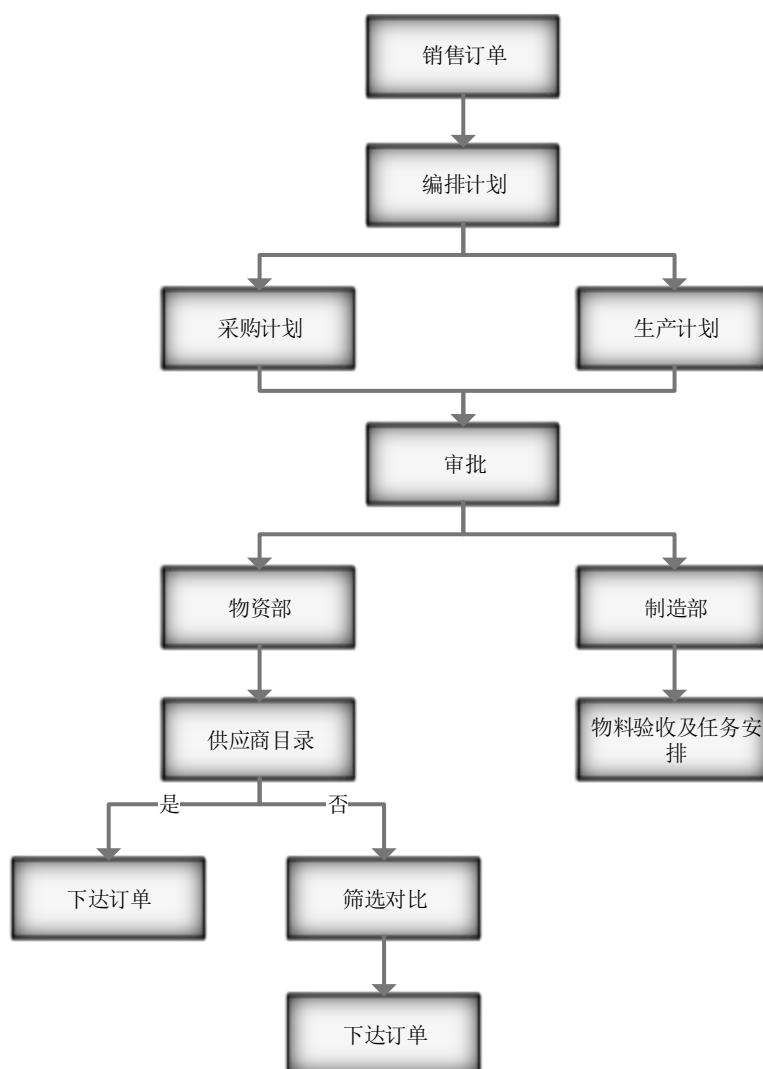 销售订单
编排计划
采购计划
生产计划
审批
物资部
制造部
供应商目录
物料验收及任务安
排
是
否
下达订单
筛选对比
下达订单